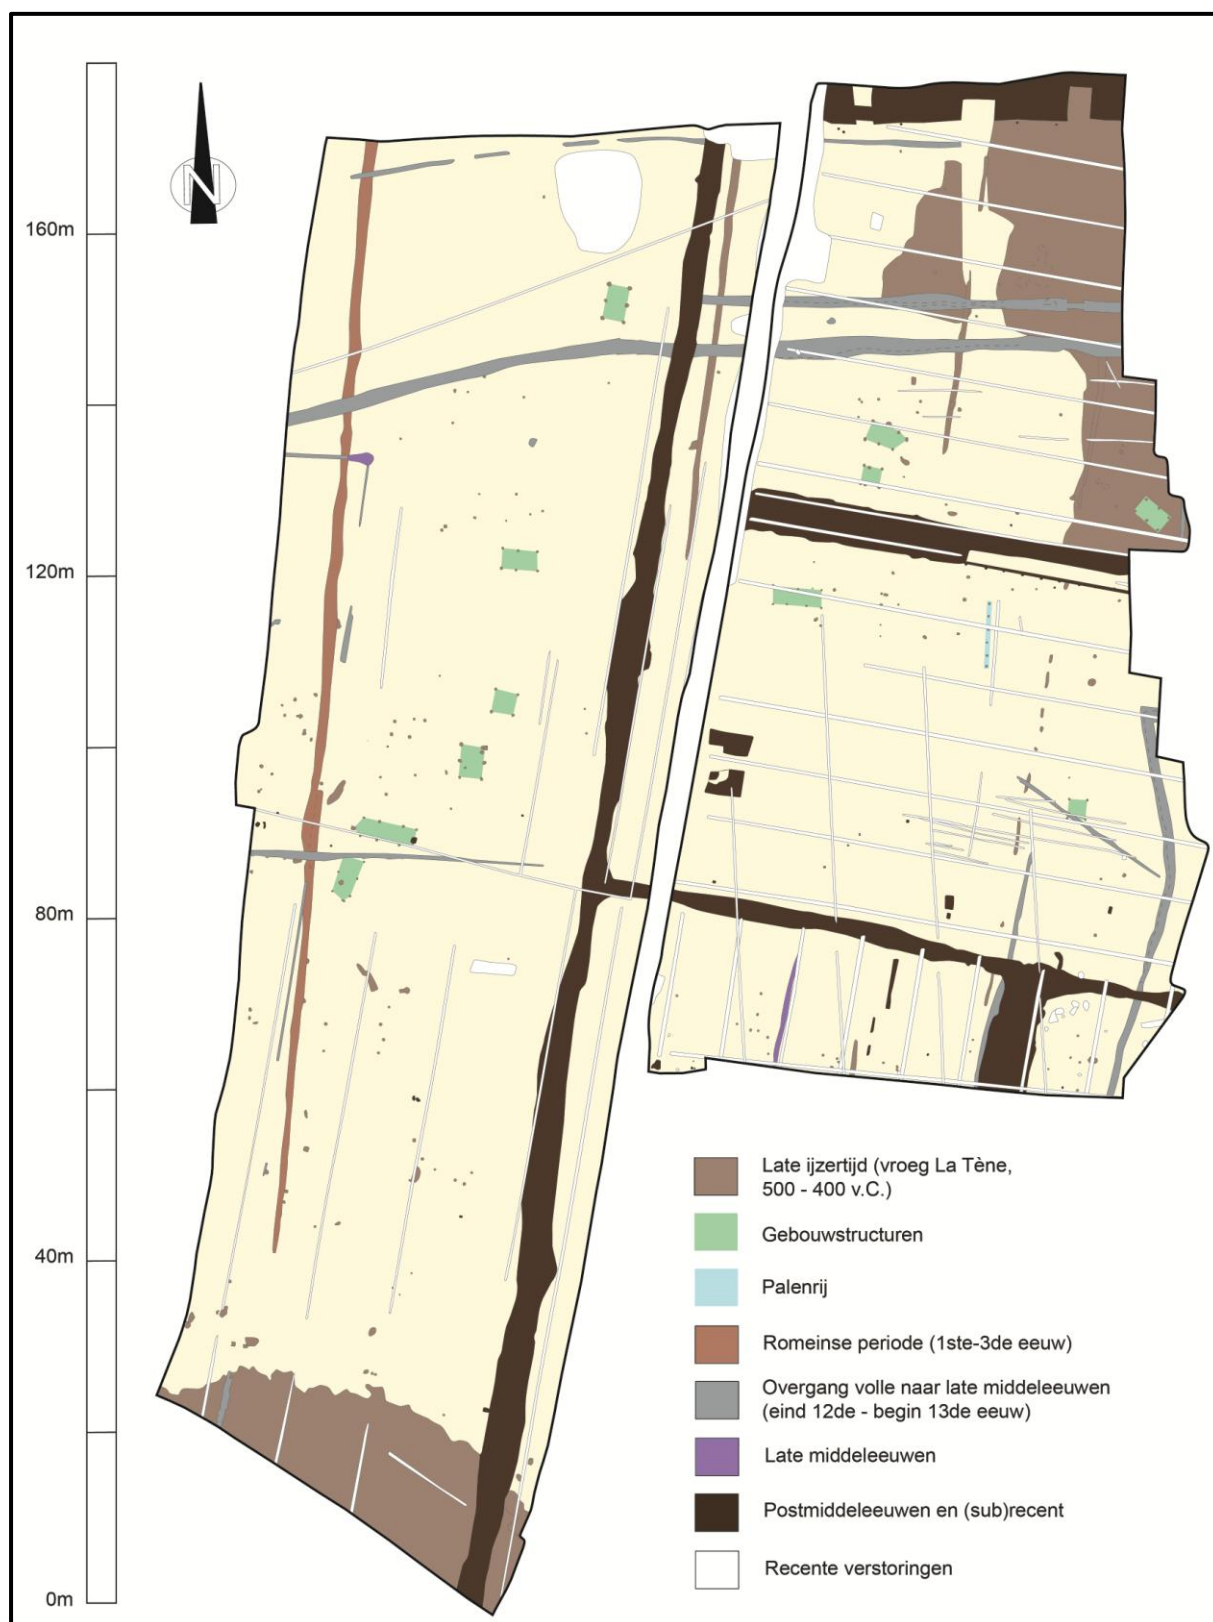 N
160m
120m
80m
40m
0m
Late ijzertijd (vroeg La Tène,
500 - 400 v.C.)
Gebouwstructuren
Palenrij
Romeinse periode (1ste-3de eeuw)
Overgang volle naar late middeleeuwen
(eind 12de - begin 13de eeuw)
Late middeleeuwen
Postmiddeleeuwen en (sub)recent
Recente verstoringen